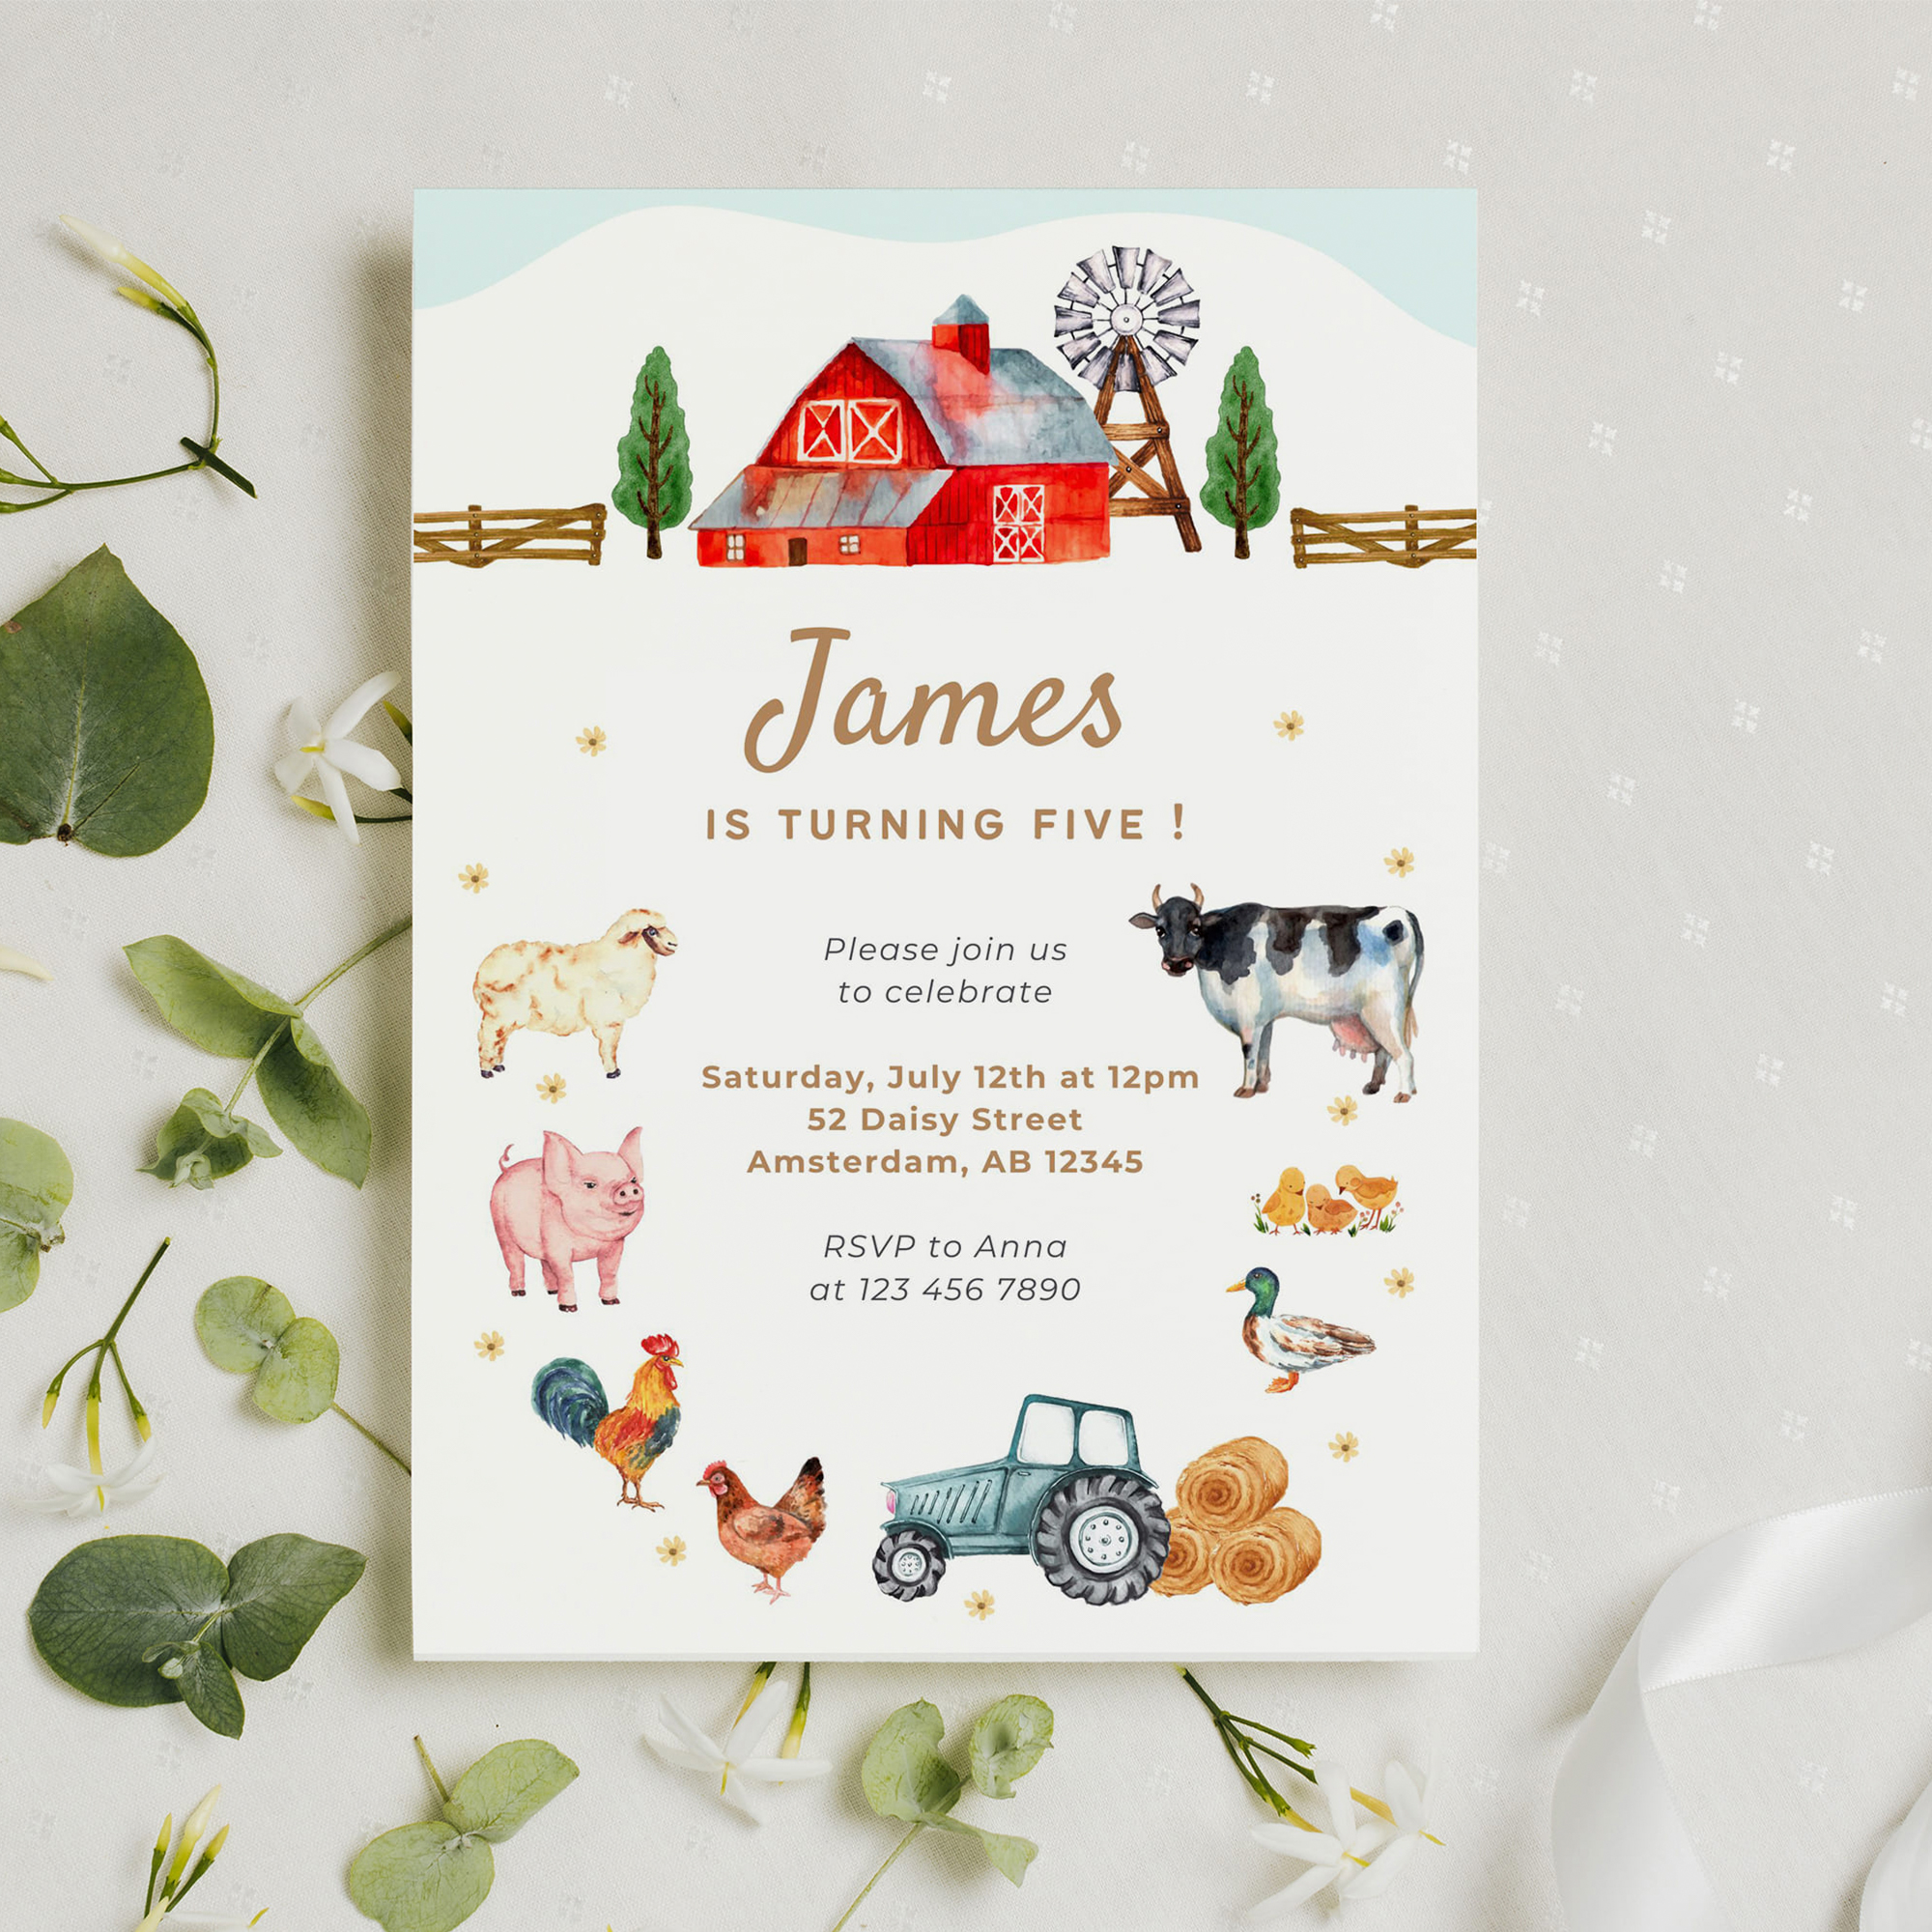 James
IS TURNING FIVE !
Please join us
to celebrate
Saturday, July 12th at 12pm
52 Daisy Street
Amsterdam, AB 12345
RSVP to Anna
at 123 456 7890